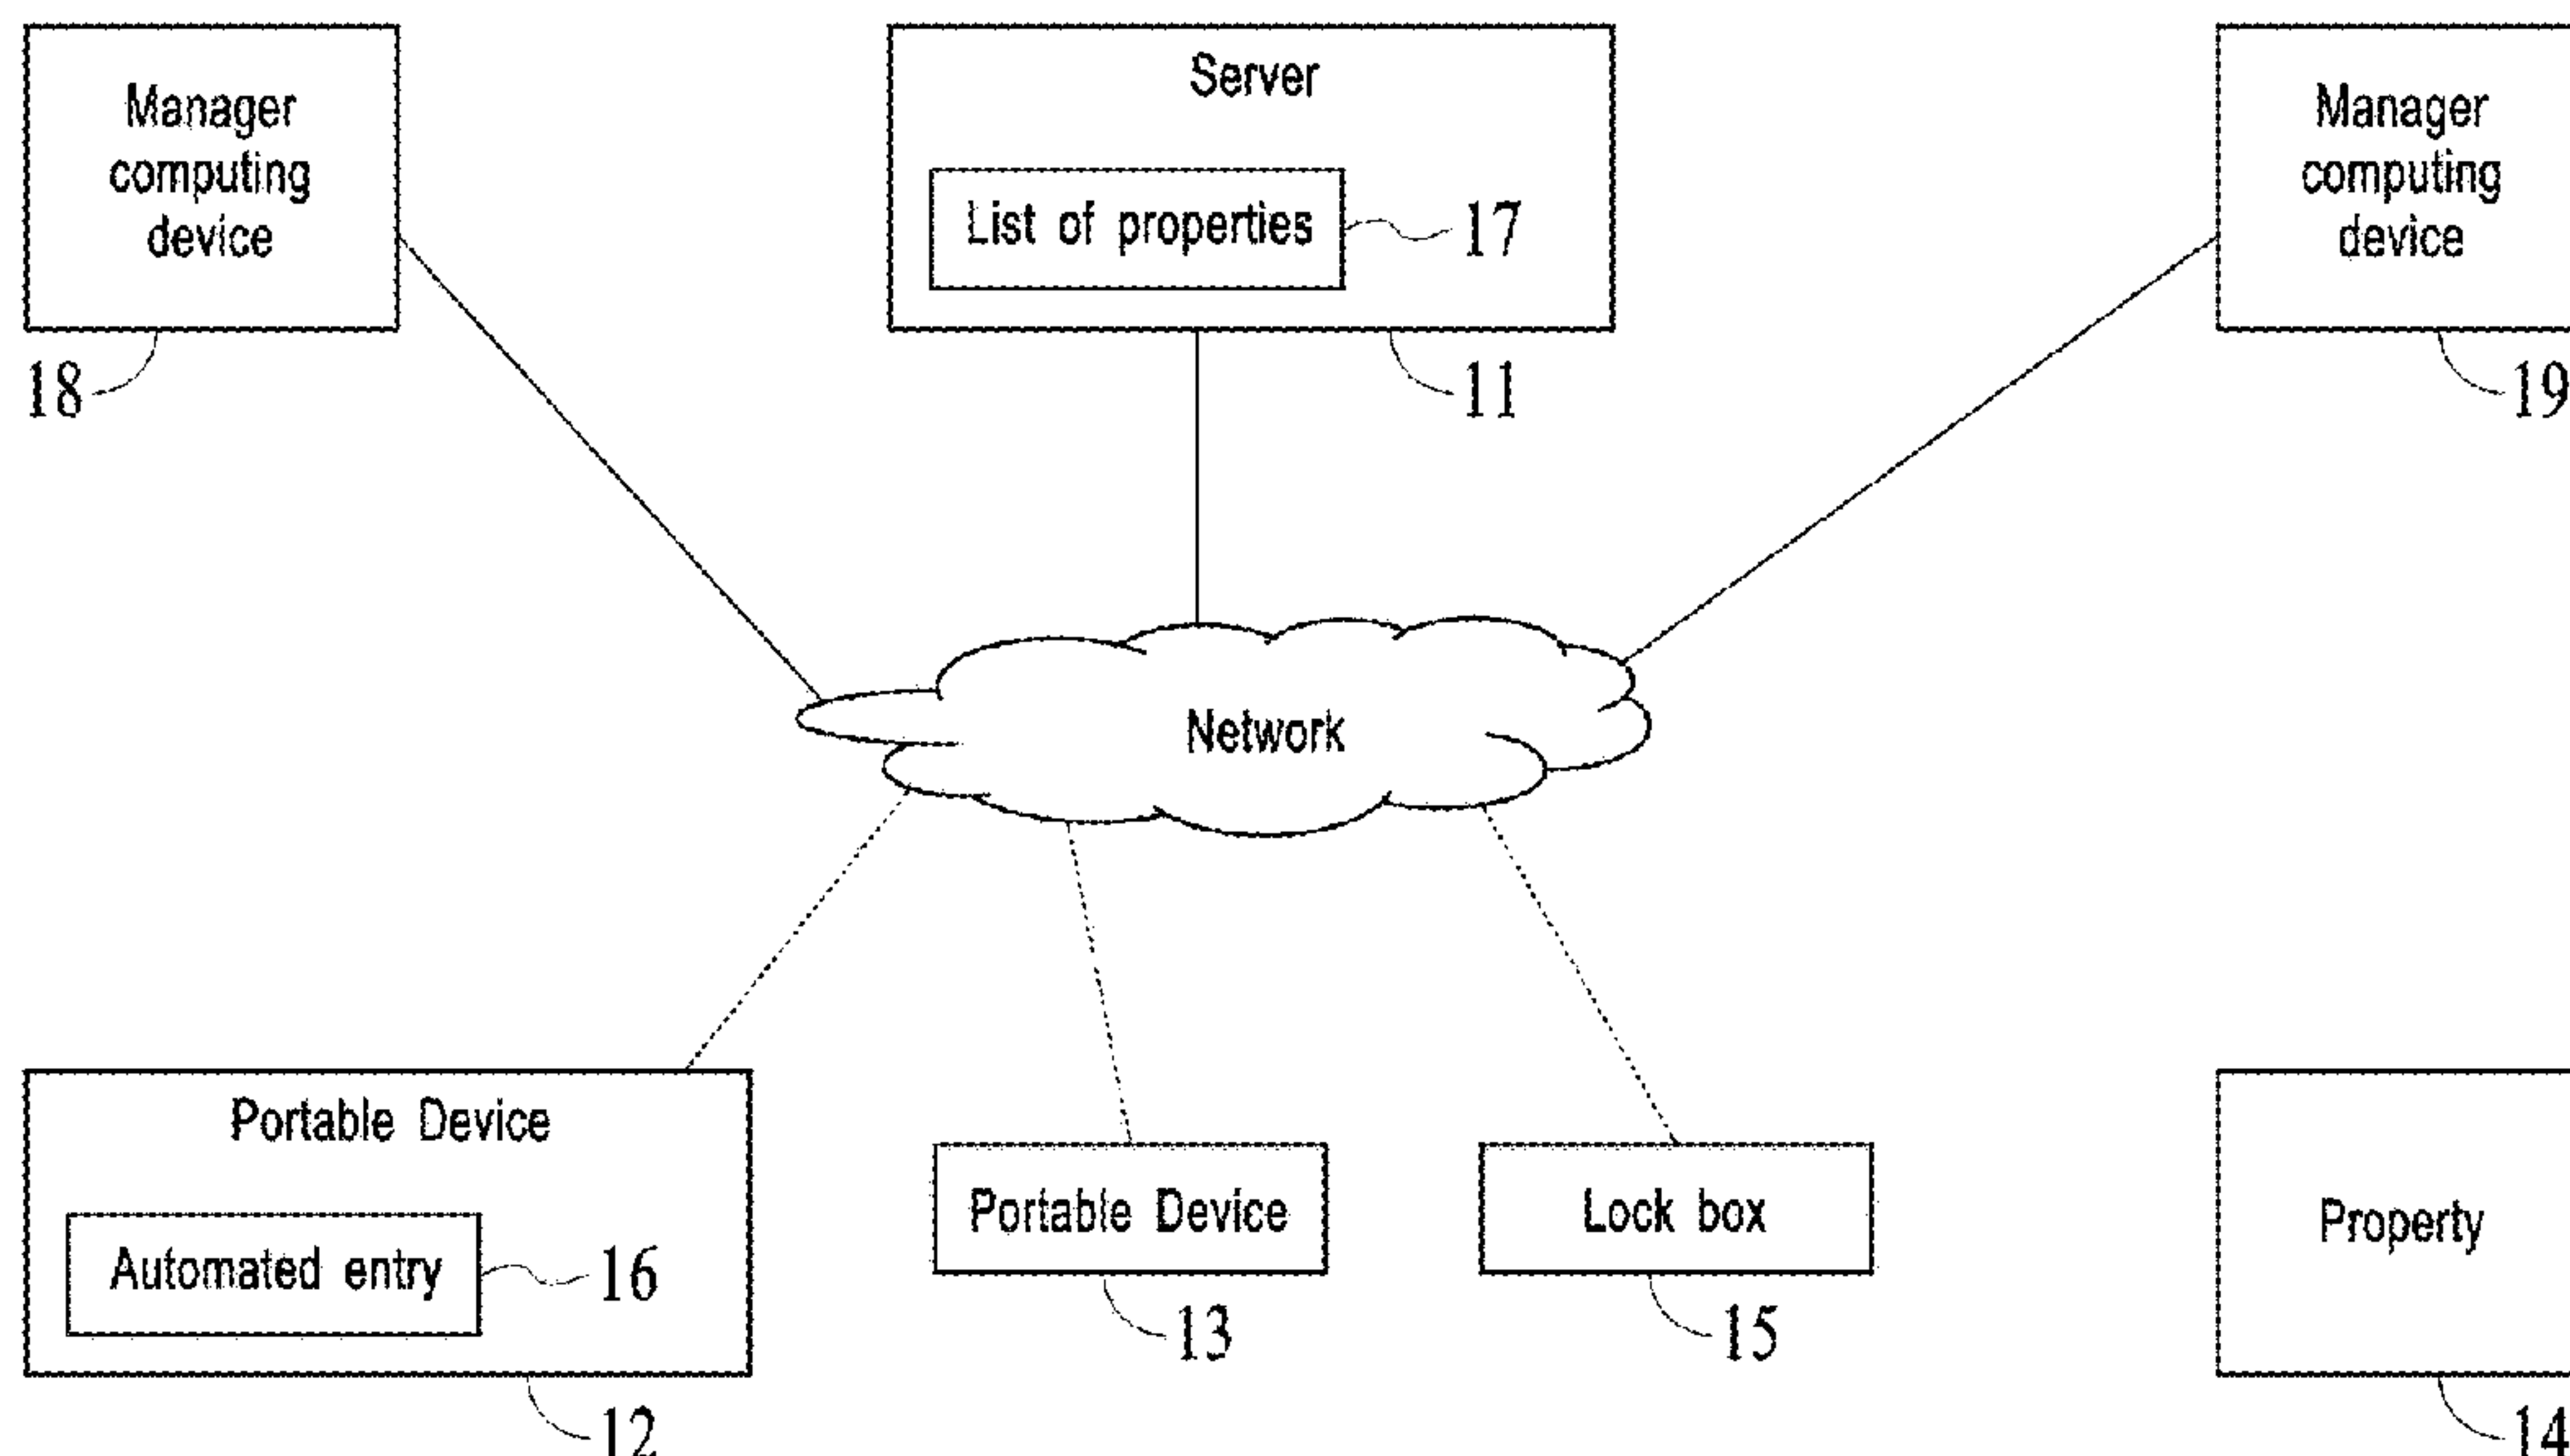 Manager
computing
device
18
Server
List of properties
17
11
Manager
computing
device
19
Network
Portable Device
Automated entry
16
12
Portable Device
13
Lock box
15
Property
14